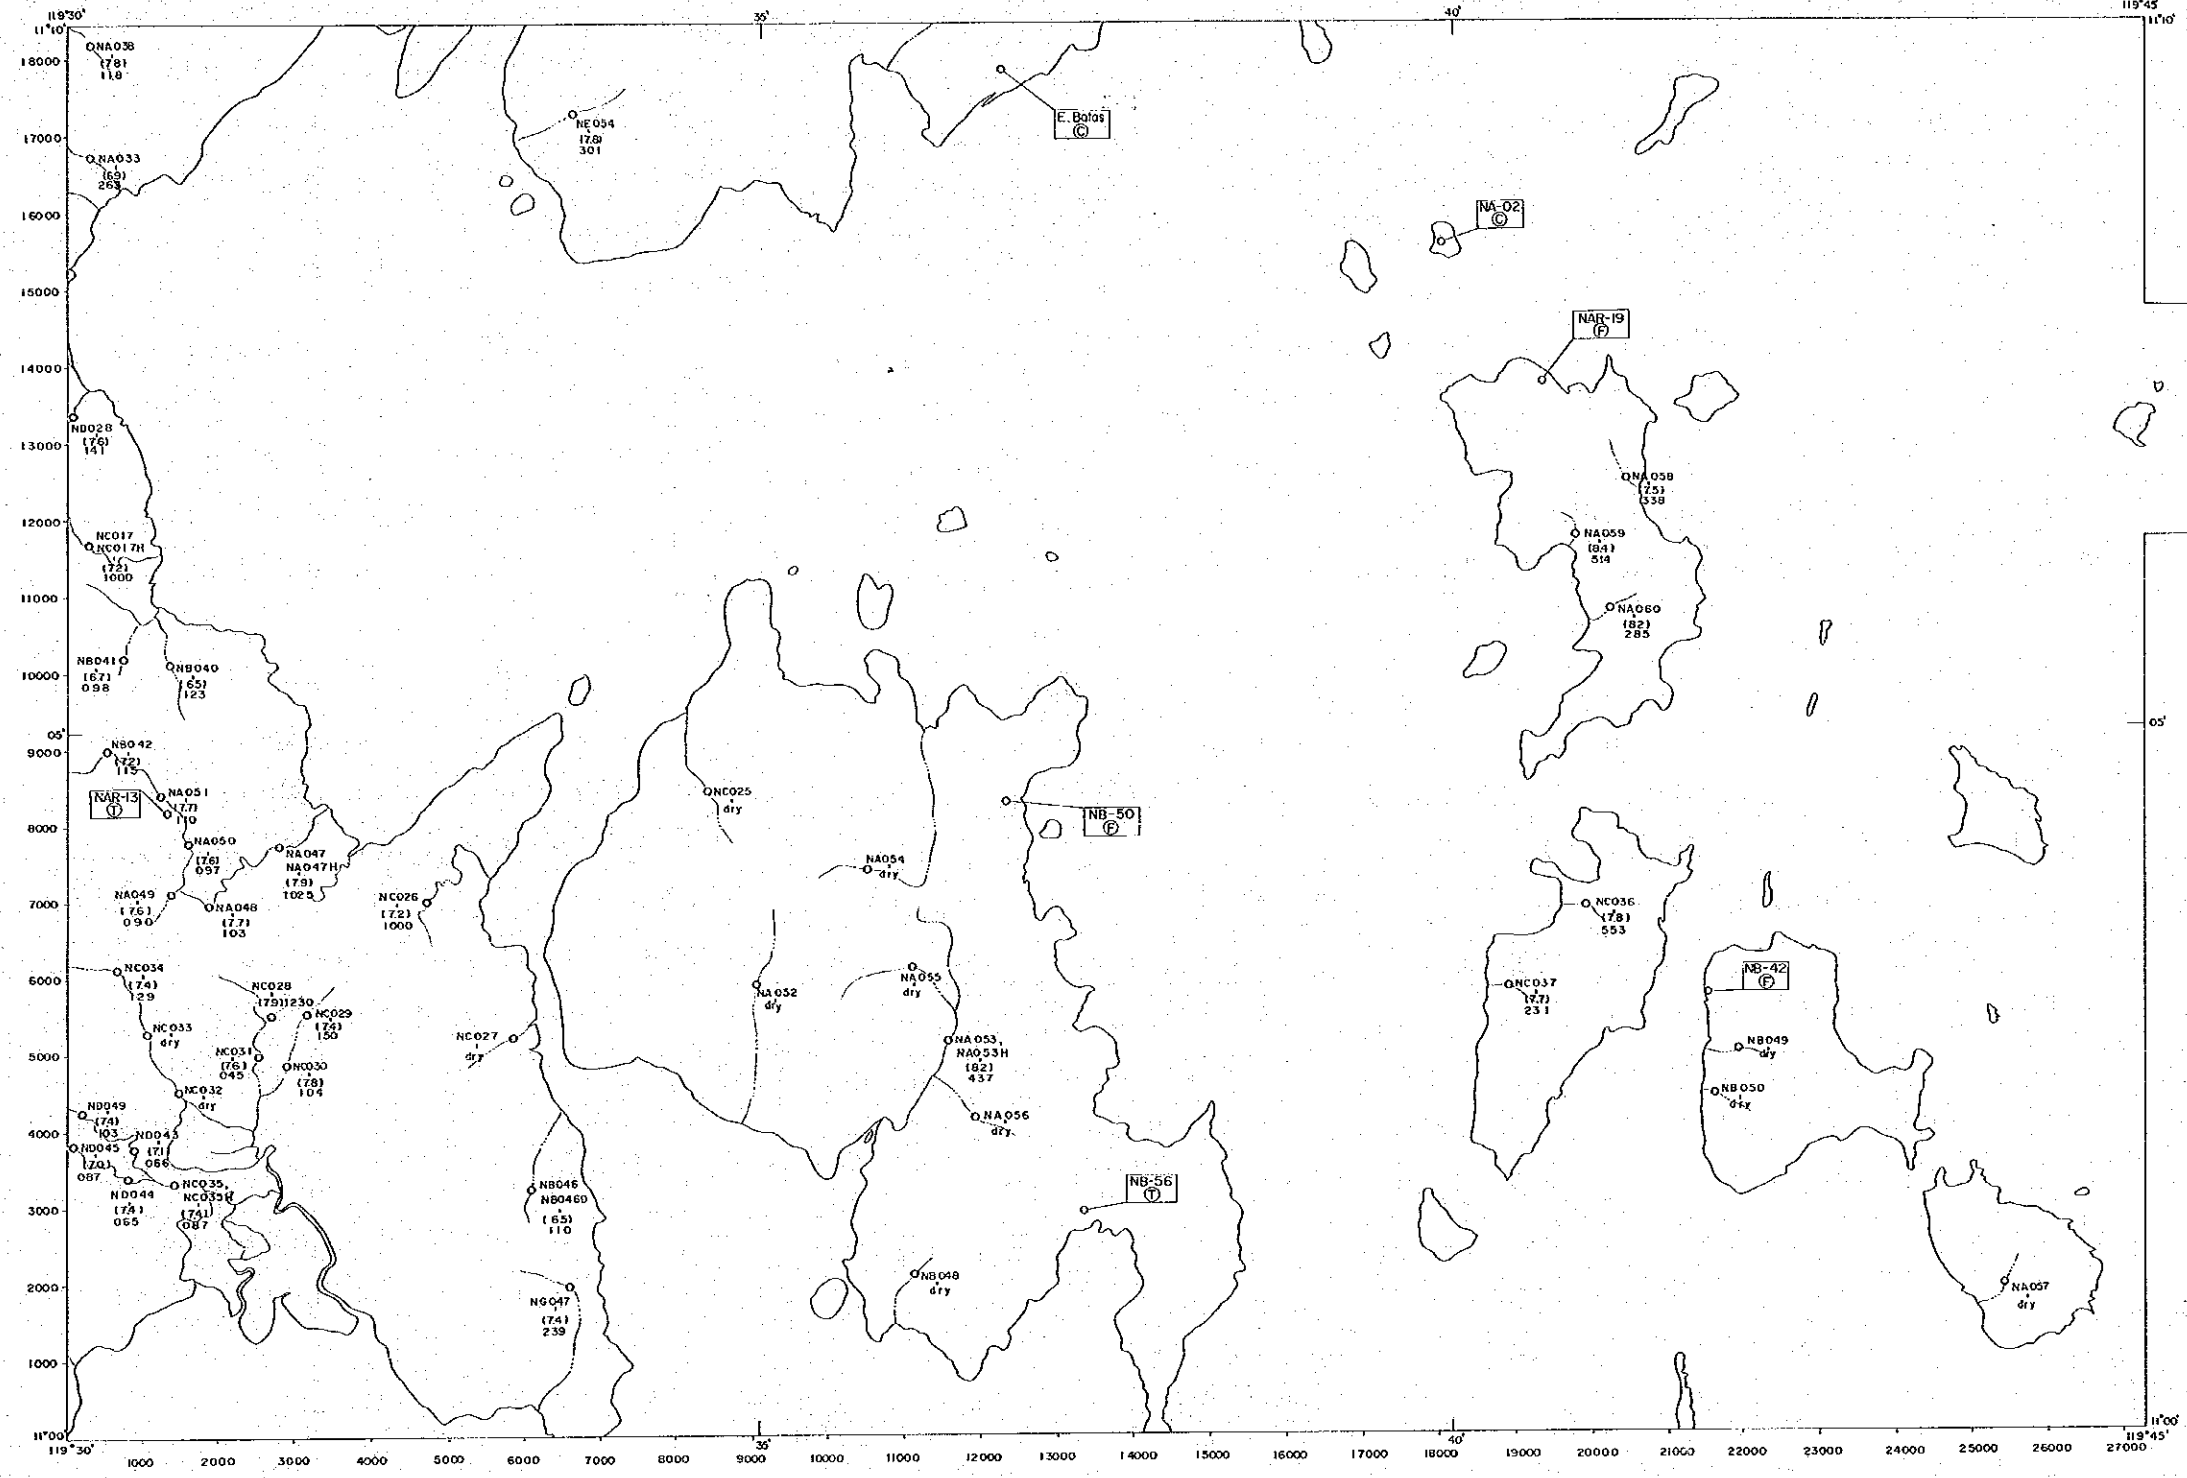 119°30'
35'
40'
119°45'
11°10'
11°10'
18000
17000
16000
15000
14000
13000
12000
11000
10000
05'
9000
8000
7000
6000
5000
4000
3000
2000
1000
11°00'
NA038
(7.8)
118
NA033
(6.9)
263
NE054
(7.8)
301
E. Batas
Ⓒ
NA-02
Ⓒ
NAR-19
Ⓕ
ND028
(7.6)
141
NC017
NC017H
(7.2)
1000
NA058
(7.5)
338
NA059
(8.4)
514
NA060
(8.2)
285
NB041
(6.7)
098
NB040
(6.5)
123
05'
NB042
(7.2)
115
NAR-13
Ⓣ
NA051
(7.7)
110
NA050
(7.6)
097
NA047
NA047H
(7.9)
1025
NA049
(7.6)
090
NA048
(7.7)
103
NC026
(7.2)
1000
NC025
dry
NA054
dry
NB-50
Ⓕ
NC036
(7.8)
553
NC037
(7.7)
231
NB-42
Ⓕ
NC034
(7.4)
129
NC028
(7.9)1230
NC029
(7.4)
150
NC033
dry
NC031
(7.6)
045
NC030
(7.8)
104
NC032
dry
NC027
dry
NA052
dry
NA055
dry
NA053,
NA053H
(8.2)
437
NA056
dry
NB049
dry
NB050
dry
ND049
(7.4)
103
ND043
(7.1)
066
ND045
(7.0)
087
ND044
(7.4)
065
NC035,
NC035H
(7.4)
087
NB046
NB046D
(6.5)
110
NB-56
Ⓣ
NG047
(7.4)
239
NB048
dry
NA057
dry
11°00'
119°30'
35'
40'
119°45'
1000
2000
3000
4000
5000
6000
7000
8000
9000
10000
11000
12000
13000
14000
15000
16000
17000
18000
19000
20000
21000
22000
23000
24000
25000
26000
27000